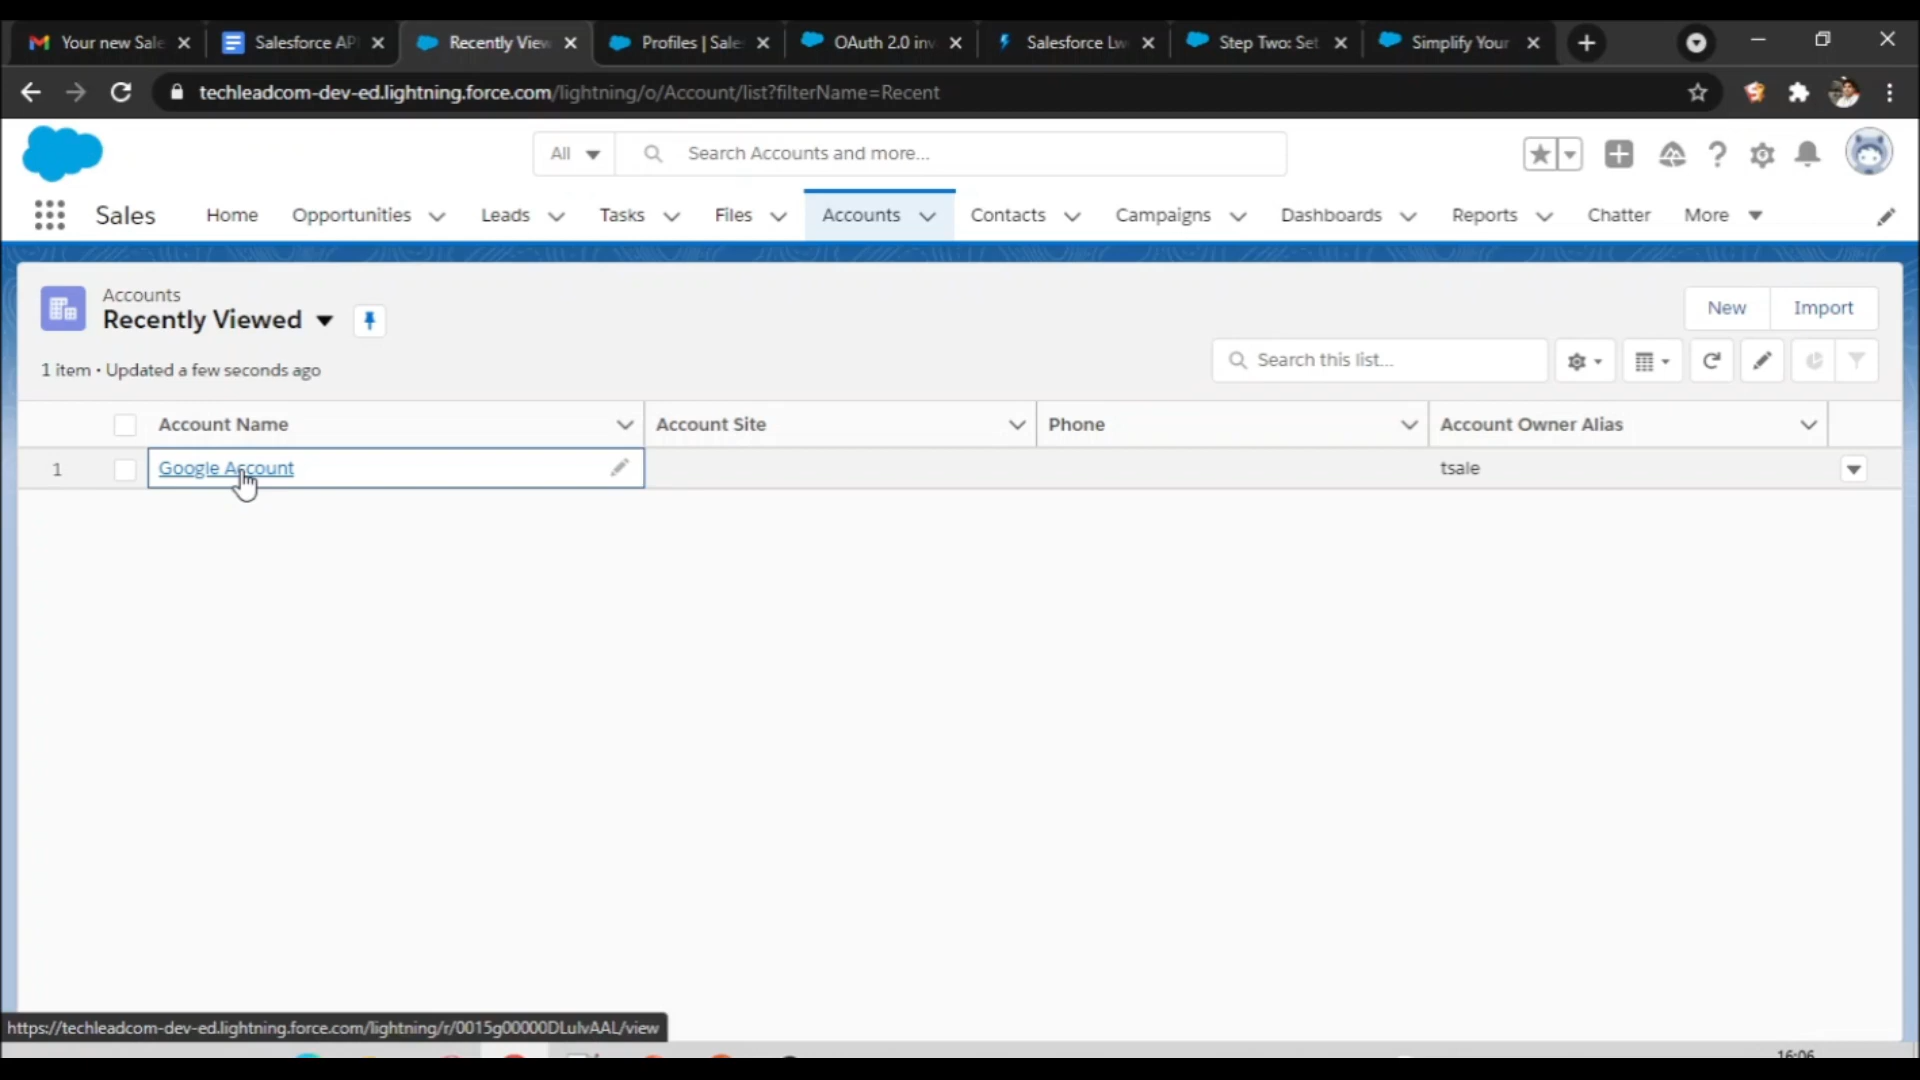 Your new Sale
Salesforce AP
Recently View
Profiles | Sale
OAuth 2.0 inv
Salesforce Lw
Step Two: Set
Simplify Your
techleadcom-dev-ed.lightning.force.com/lightning/o/Account/list?filterName=Recent
All
Search Accounts and more...
Sales
Home
Opportunities
Leads
Tasks
Files
Accounts
Contacts
Campaigns
Dashboards
Reports
Chatter
More
Accounts
Recently Viewed
New
Import
1 item • Updated a few seconds ago
Search this list...
Account Name
Account Site
Phone
Account Owner Alias
1
Google Account
tsale
https://techleadcom-dev-ed.lightning.force.com/lightning/r/0015g00000DLulvAAL/view
16:06